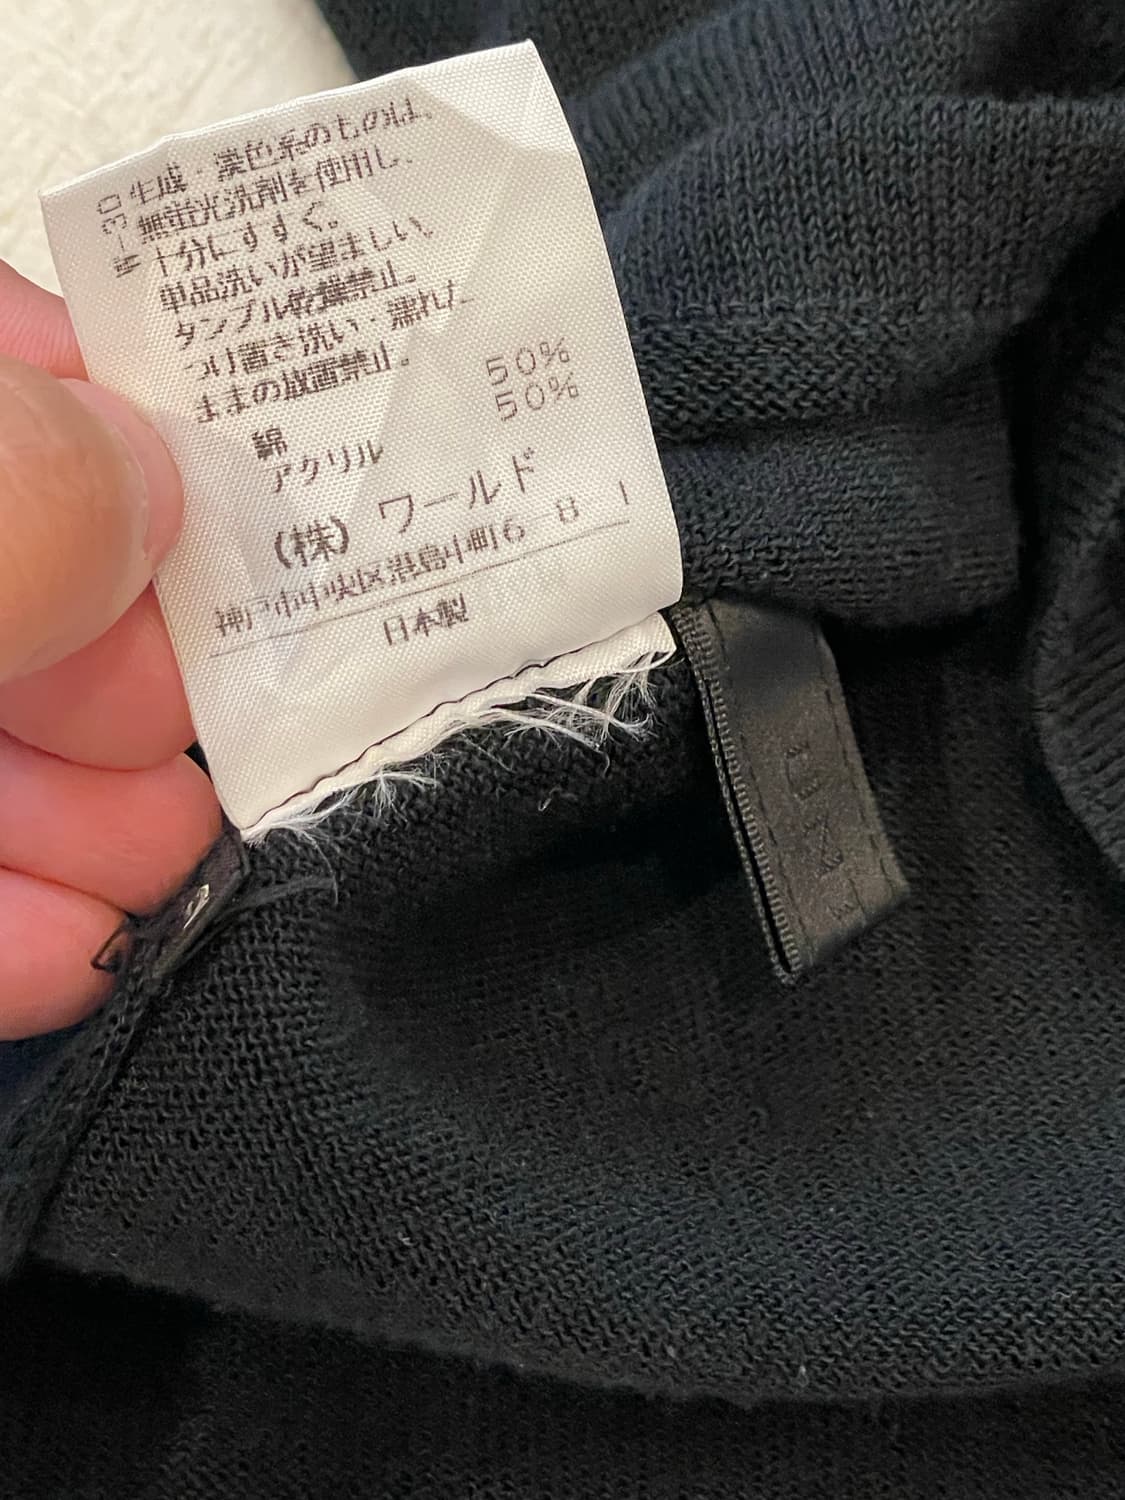 W-30
生成・淡色系のものは、
無蛍光洗剤を使用し、
十分にすすぐ。
単品洗いが望ましい。
タンブル乾燥禁止。
つけ置き洗い・濡れた
ままの放置禁止。
綿 50%
アクリル 50%
(株) ワールド
神戸市中央区港島中町6 8 1
日本製